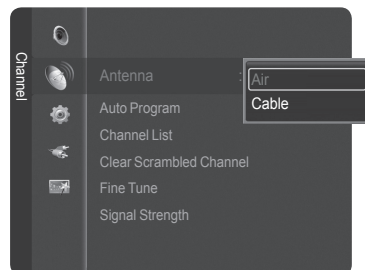 Channel
Antenna : Air
Cable
Auto Program
Channel List
Clear Scrambled Channel
Fine Tune
Signal Strength